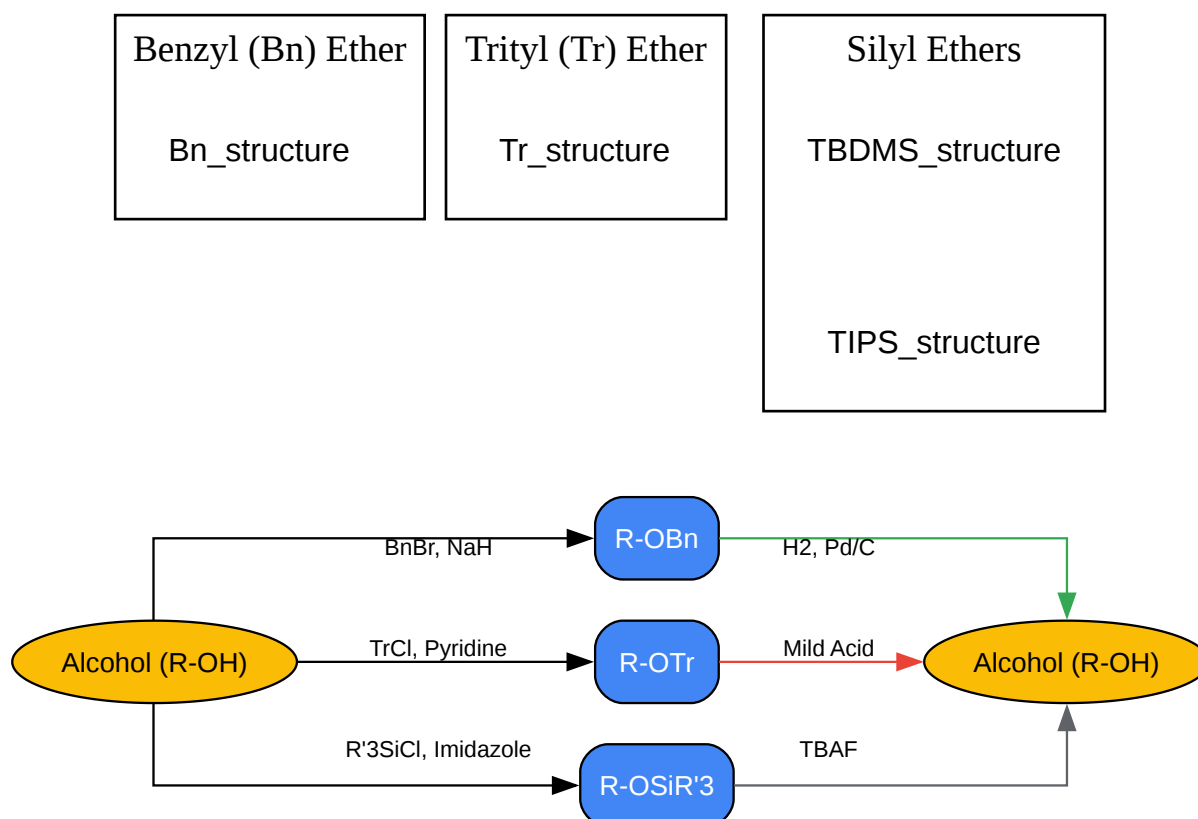 Benzyl (Bn) Ether
Trityl (Tr) Ether
Silyl Ethers
Bn_structure
Tr_structure
TBDMS_structure
TIPS_structure
BnBr, NaH
R-OBn
H2, Pd/C
Alcohol (R-OH)
TrCl, Pyridine
R-OTr
Mild Acid
Alcohol (R-OH)
R'3SiCl, Imidazole
R-OSiR'3
TBAF